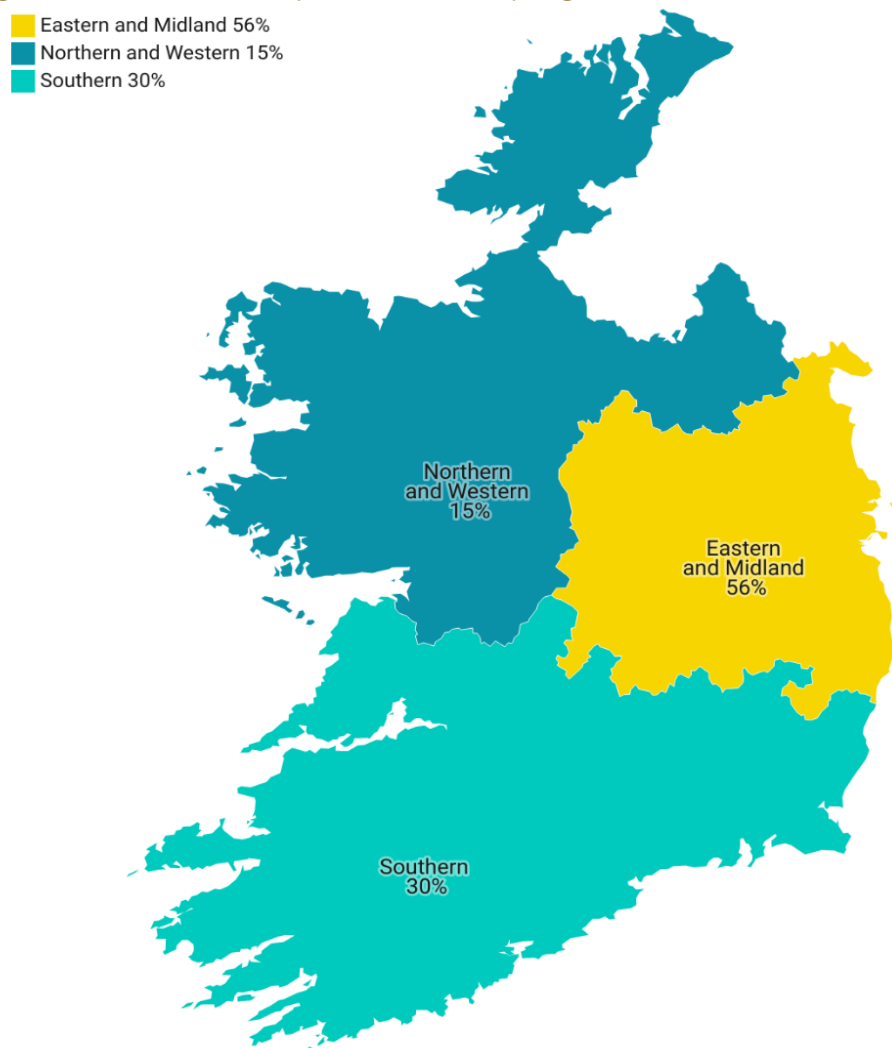 Eastern and Midland 56%
Northern and Western 15%
Southern 30%
Northern
and Western
15%
Eastern
and Midland
56%
Southern
30%